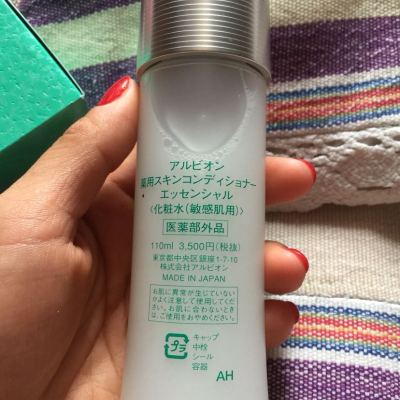 アルビオン
薬用スキンコンディショナー
エッセンシャル
〈化粧水(敏感肌用)〉
医薬部外品
110ml 3,500円(税抜)
東京都中央区銀座1-7-10
株式会社アルビオン
MADE IN JAPAN
お肌に異常が生じていない
かよく注意して使用してくだ
さい。お肌に合わないとき
は、ご使用をおやめください。
プラ
キャップ
中栓
シール
容器
AH